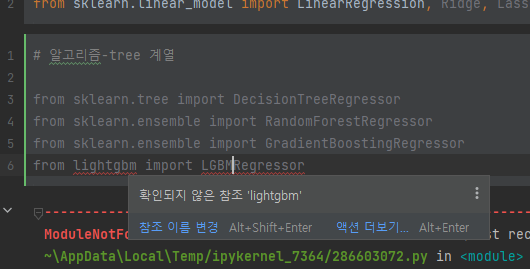 2 from sklearn.linear_model import LinearRegression, Ridge, Lass
1 # 알고리즘-tree 계열
2
3 from sklearn.tree import DecisionTreeRegressor
4 from sklearn.ensemble import RandomForestRegressor
5 from sklearn.ensemble import GradientBoostingRegressor
6 from lightgbm import LGBMRegressor
확인되지 않은 참조 'lightgbm'
참조 이름 변경 Alt+Shift+Enter 액션 더보기... Alt+Enter
ModuleNotFo st rec
~\AppData\Local\Temp/ipykernel_7364/286603072.py in <module>